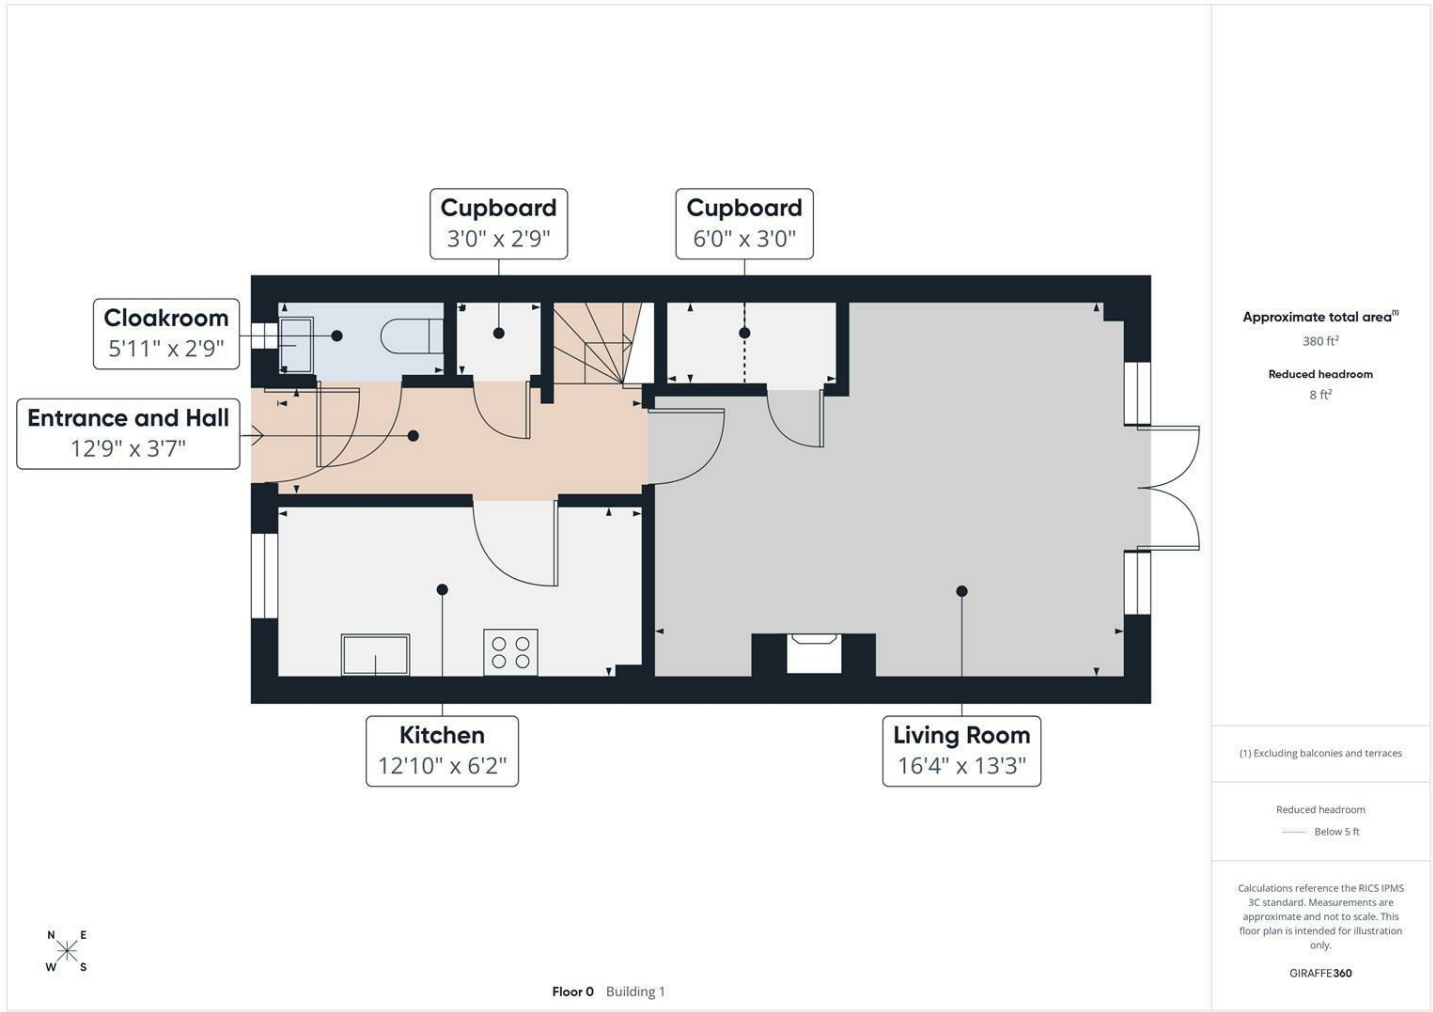 Cupboard
3'0" x 2'9"
Cupboard
6'0" x 3'0"
Cloakroom
5'11" x 2'9"
Entrance and Hall
12'9" x 3'7"
Kitchen
12'10" x 6'2"
Living Room
16'4" x 13'3"
N E
W S
Floor 0 Building 1
Approximate total area(1)
380 ft²
Reduced headroom
8 ft²
(1) Excluding balconies and terraces
Reduced headroom
Below 5 ft
Calculations reference the RICS IPMS
3C standard. Measurements are
approximate and not to scale. This
floor plan is intended for illustration
only.
GIRAFFE360